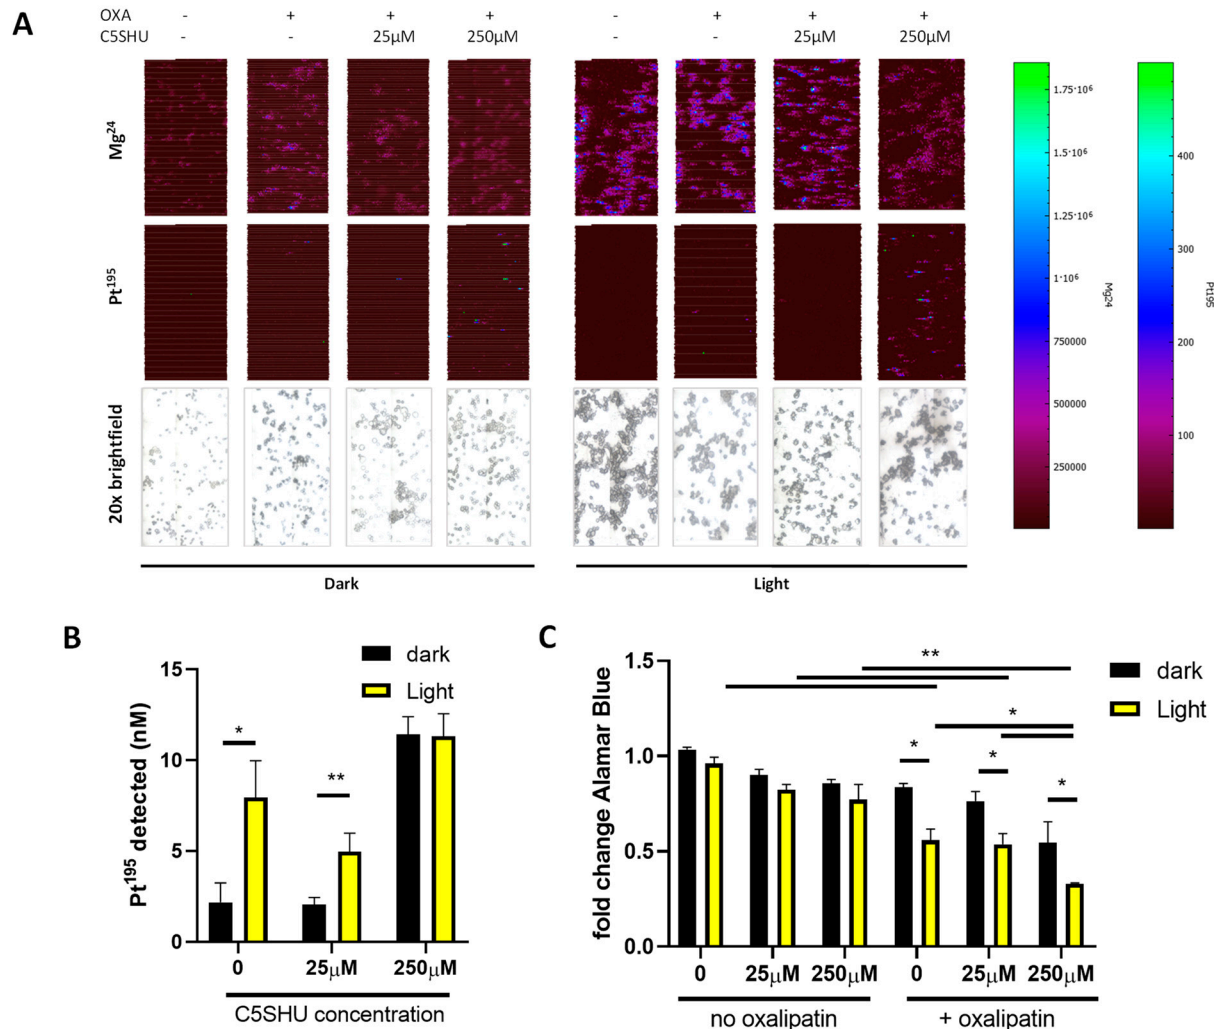 A
OXA - + + + - + + +
C5SHU - - 25µM 250µM - - 25µM 250µM
Mg24
Pt195
20x brightfield
Dark
Light
1.75·10⁶
1.5·10⁶
1.25·10⁶
1·10⁶
750000
500000
250000
Mg24
400
300
200
100
Pt195
B
dark
Light
Pt195 detected (nM)
15
10
5
0
*
**
0 25µM 250µM
C5SHU concentration
C
dark
Light
fold change Alamar Blue
1.5
1.0
0.5
0.0
**
*
*
*
*
0 25µM 250µM 0 25µM 250µM
no oxalipatin + oxalipatin